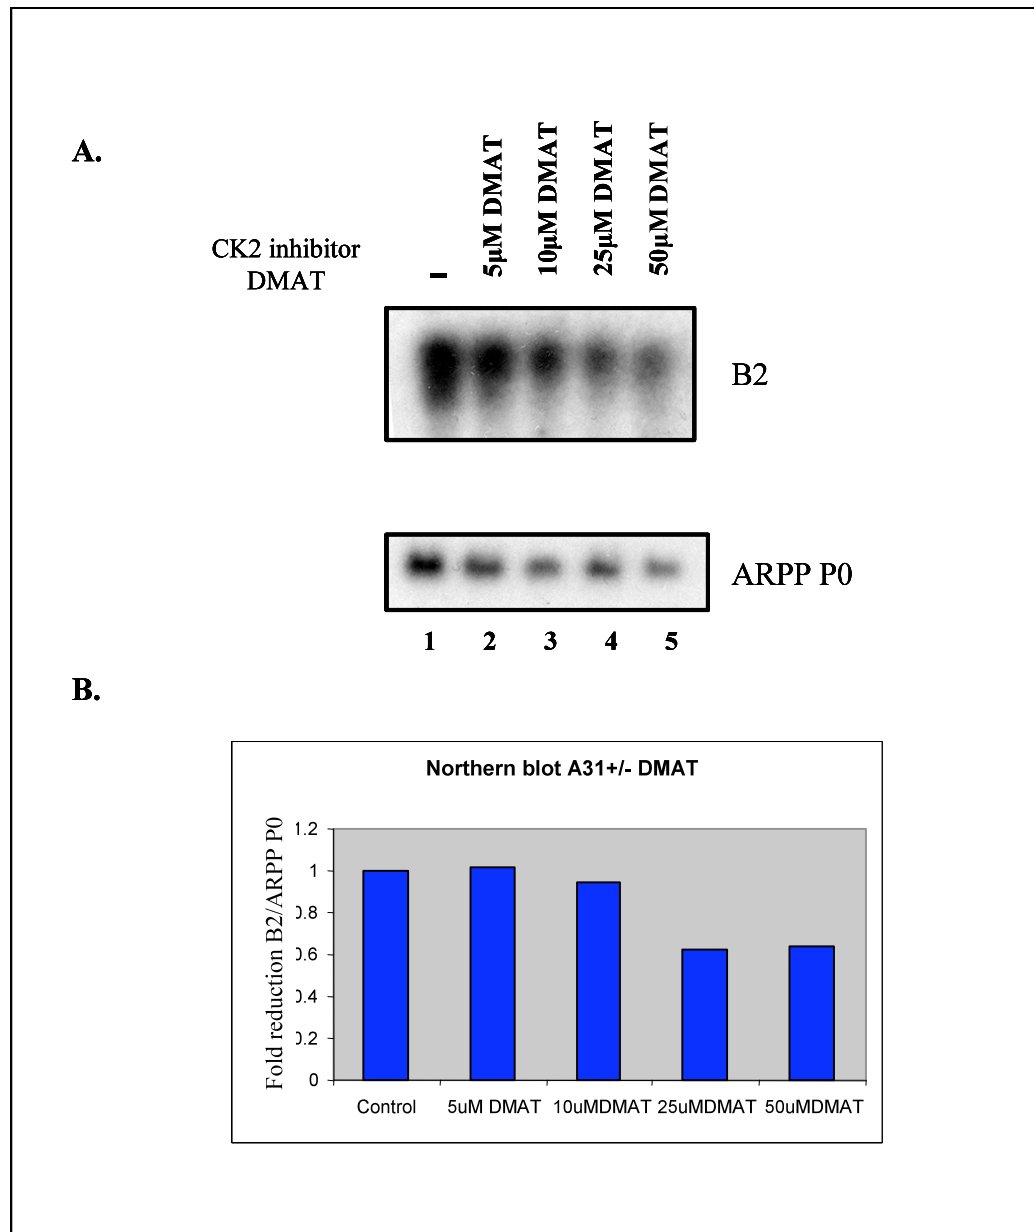 A.
CK2 inhibitor
DMAT
–
5µM DMAT
10µM DMAT
25µM DMAT
50µM DMAT
B2
ARPP P0
1 2 3 4 5
B.
Northern blot A31+/- DMAT
Fold reduction B2/ARPP P0
1.2
1
0.8
0.6
0.4
0.2
0
Control 5uM DMAT 10uMDMAT 25uMDMAT 50uMDMAT